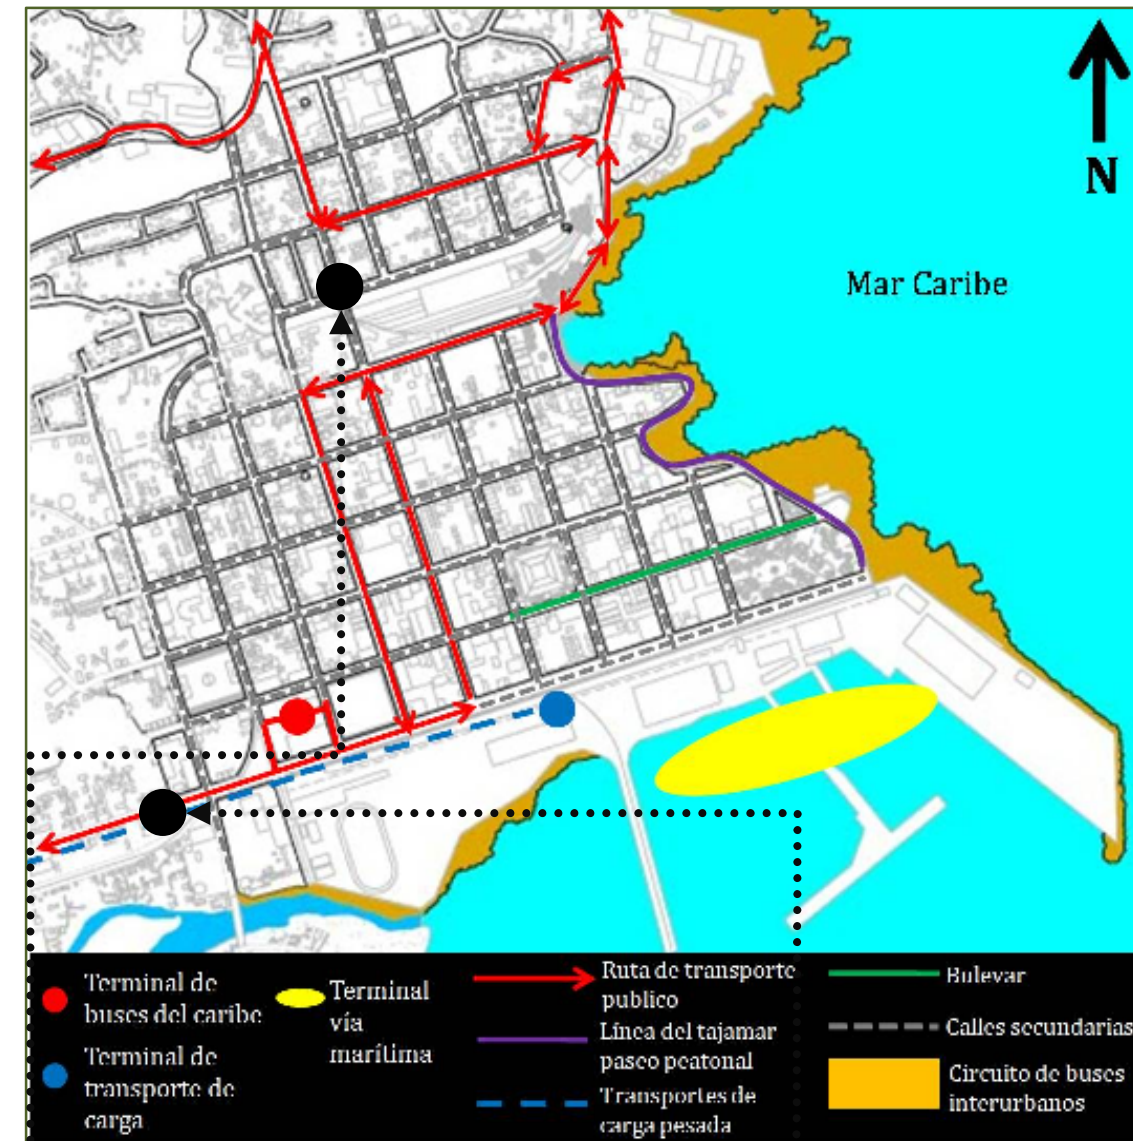 N
Mar Caribe
Terminal de
buses del caribe
Terminal de
transporte de
carga
Terminal
vía
marítima
Ruta de transporte
publico
Línea del tajamar
paseo peatonal
Transportes de
carga pesada
Bulevar
Calles secundarias
Circuito de buses
interurbanos